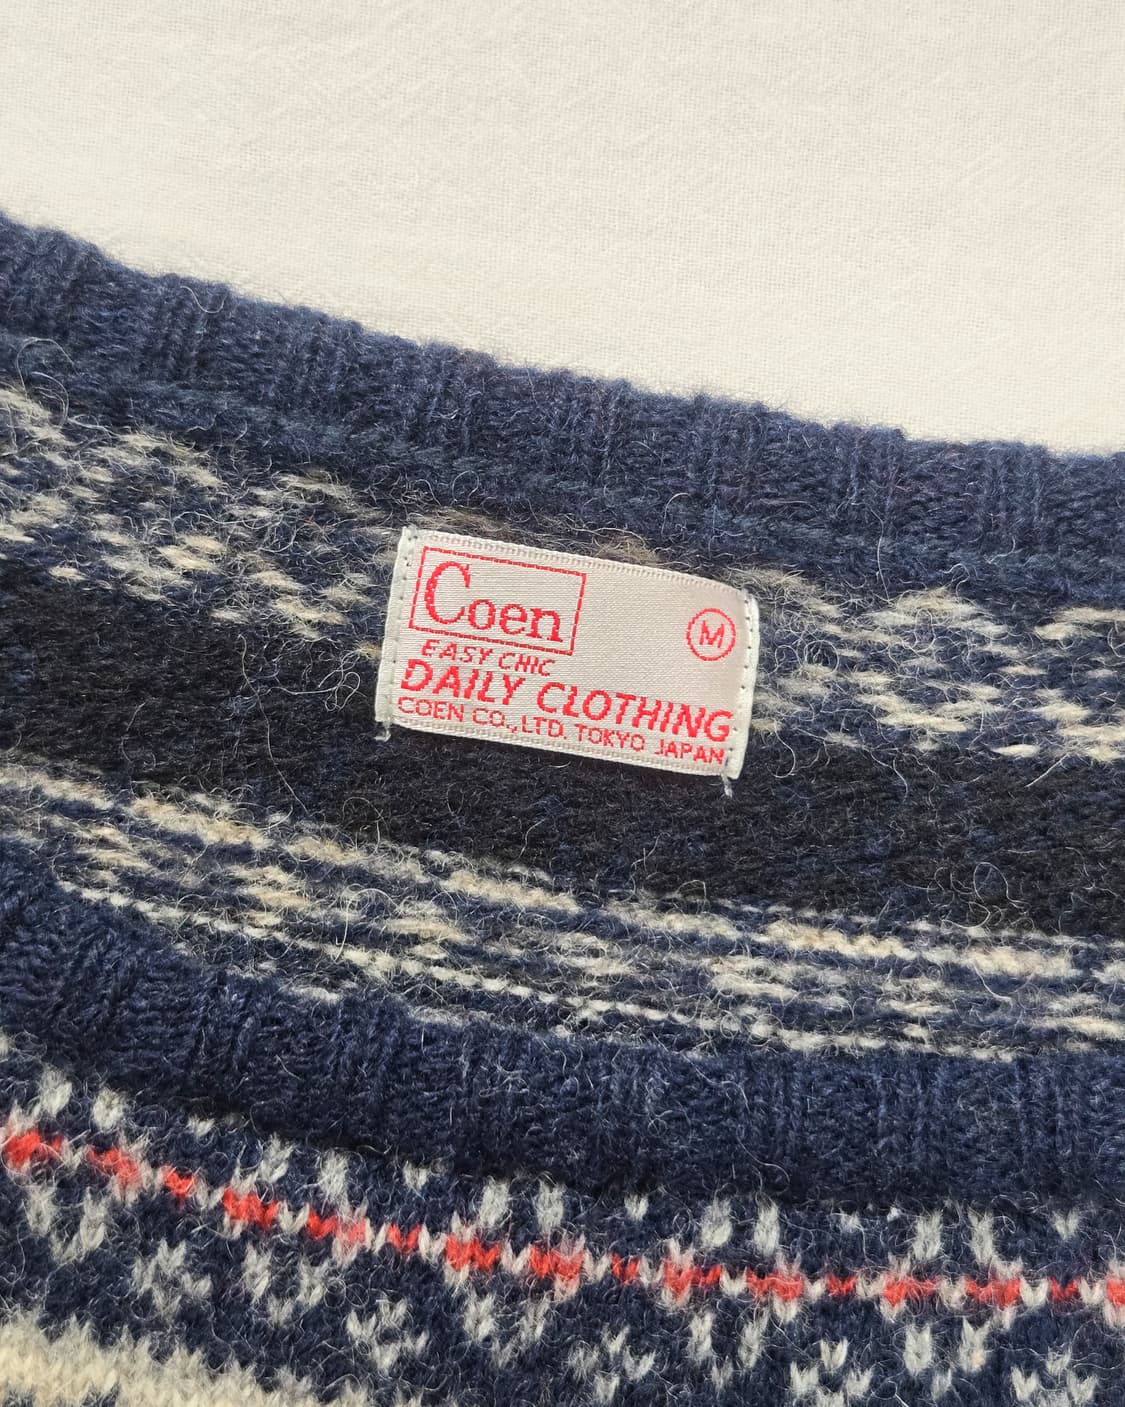 Coen
M
EASY CHIC
DAILY CLOTHING
COEN CO.,LTD. TOKYO JAPAN